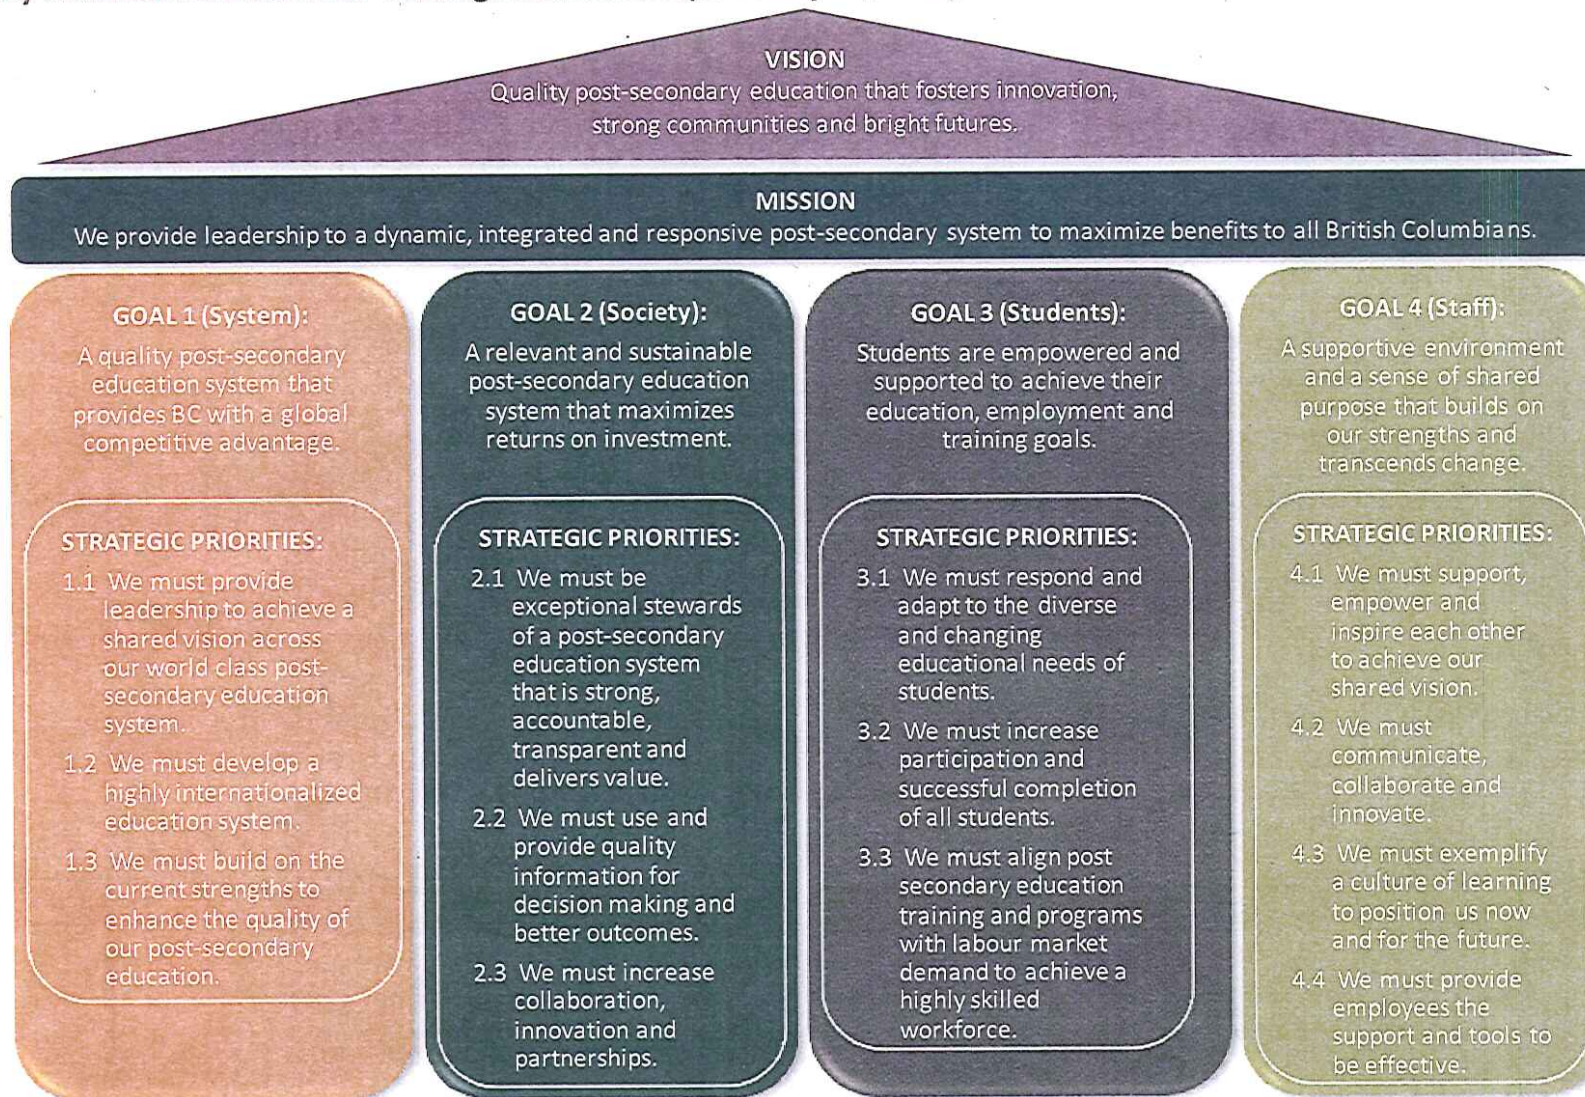 VISION
Quality post-secondary education that fosters innovation,
strong communities and bright futures.
MISSION
We provide leadership to a dynamic, integrated and responsive post-secondary system to maximize benefits to all British Columbians.
GOAL 1 (System):
A quality post-secondary
education system that
provides BC with a global
competitive advantage.
STRATEGIC PRIORITIES:
1.1 We must provide
leadership to achieve a
shared vision across
our world class post-
secondary education
system.
1.2 We must develop a
highly internationalized
education system.
1.3 We must build on the
current strengths to
enhance the quality of
our post-secondary
education.
GOAL 2 (Society):
A relevant and sustainable
post-secondary education
system that maximizes
returns on investment.
STRATEGIC PRIORITIES:
2.1 We must be
exceptional stewards
of a post-secondary
education system
that is strong,
accountable,
transparent and
delivers value.
2.2 We must use and
provide quality
information for
decision making and
better outcomes.
2.3 We must increase
collaboration,
innovation and
partnerships.
GOAL 3 (Students):
Students are empowered and
supported to achieve their
education, employment and
training goals.
STRATEGIC PRIORITIES:
3.1 We must respond and
adapt to the diverse
and changing
educational needs of
students.
3.2 We must increase
participation and
successful completion
of all students.
3.3 We must align post
secondary education
training and programs
with labour market
demand to achieve a
highly skilled
workforce.
GOAL 4 (Staff):
A supportive environment
and a sense of shared
purpose that builds on
our strengths and
transcends change.
STRATEGIC PRIORITIES:
4.1 We must support,
empower and
inspire each other
to achieve our
shared vision.
4.2 We must
communicate,
collaborate and
innovate.
4.3 We must exemplify
a culture of learning
to position us now
and for the future.
4.4 We must provide
employees the
support and tools to
be effective.